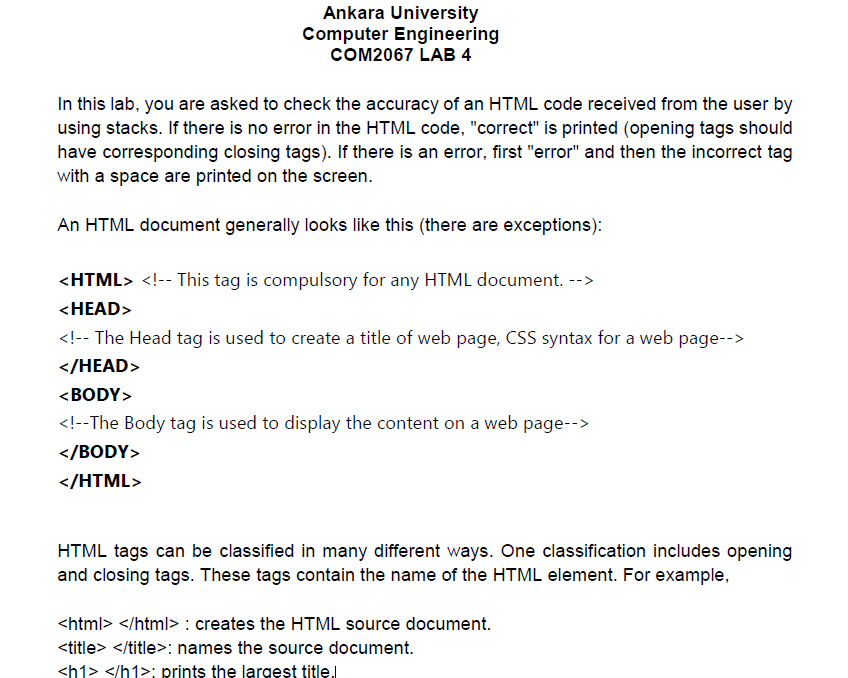 Ankara University
Computer Engineering
COM2067 LAB 4
In this lab, you are asked to check the accuracy of an HTML code received from the user by
using stacks. If there is no error in the HTML code, "correct" is printed (opening tags should
have corresponding closing tags). If there is an error, first "error" and then the incorrect tag
with a space are printed on the screen.
An HTML document generally looks like this (there are exceptions):
<HTML> <!-- This tag is compulsory for any HTML document. -->
<HEAD>
<!-- The Head tag is used to create a title of web page, CSS syntax for a web page-->
</HEAD>
<BODY>
<!--The Body tag is used to display the content on a web page-->
</BODY>
</HTML>
HTML tags can be classified in many different ways. One classification includes opening
and closing tags. These tags contain the name of the HTML element. For example,
<html> </html> : creates the HTML source document.
<title> </title>: names the source document.
<h1> </h1>: prints the largest title.